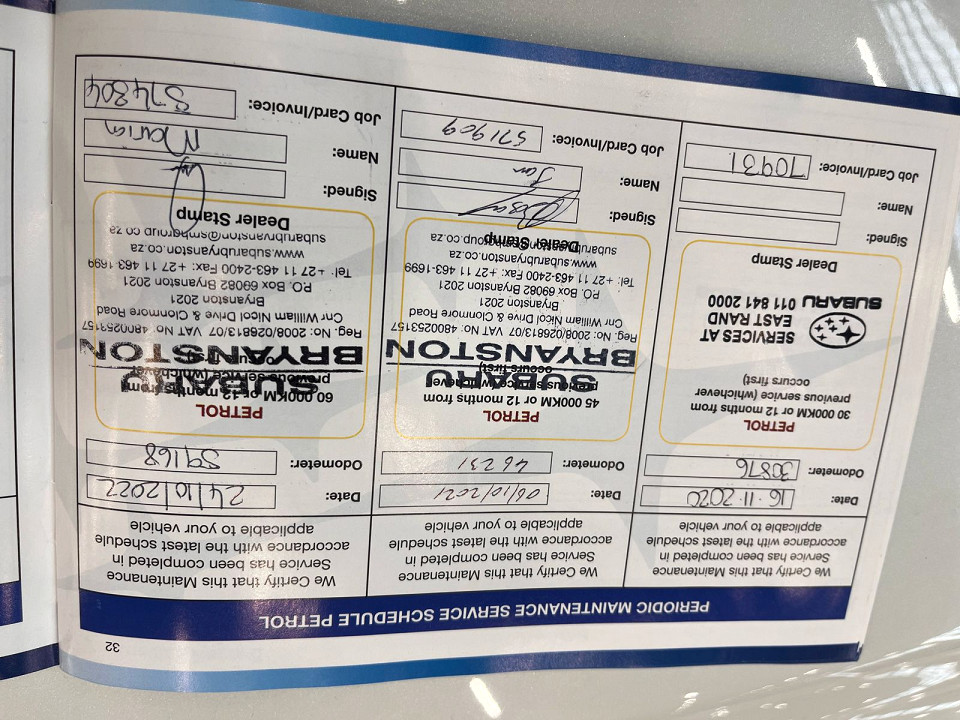 PERIODIC MAINTENANCE SERVICE SCHEDULE PETROL
We Certify that this Maintenance
Service has been completed in
accordance with the latest schedule
applicable to your vehicle
Date: 16·11·2020
Odometer: 30876
PETROL
30 000KM or 12 months from
previous service (whichever
occurs first)
SERVICES AT
EAST RAND
SUBARU 011 841 2000
Dealer Stamp
Signed:
Name:
Job Card/Invoice: 70931
We Certify that this Maintenance
Service has been completed in
accordance with the latest schedule
applicable to your vehicle
Date: 06/10/2021
Odometer: 46231
PETROL
45 000KM or 12 months from
previous service (whichever
occurs first)
SUBARU
BRYANSTON
Reg. No: 2008/026813/07 VAT No. 4800253157
Cnr William Nicol Drive & Clonmore Road
Bryanston 2021
P.O. Box 69082 Bryanston 2021
Tel: +27 11 463-2400 Fax: +27 11 463-1699
www.subarubryanston.co.za
Dealer Stamp
Signed:
Name:
Job Card/Invoice: 571909
We Certify that this Maintenance
Service has been completed in
accordance with the latest schedule
applicable to your vehicle
Date: 24/10/2022
Odometer: 59168
PETROL
60 000KM or 12 months from
previous service (whichever
occurs first)
SUBARU
BRYANSTON
Reg. No: 2008/026813/07 VAT No. 4800253157
Cnr William Nicol Drive & Clonmore Road
Bryanston 2021
P.O. Box 69082 Bryanston 2021
Tel: +27 11 463-2400 Fax: +27 11 463-1699
www.subarubryanston.co.za
subarubryanston@smhgroup.co.za
Dealer Stamp
Signed:
Name: Marian
Job Card/Invoice: 574804
32